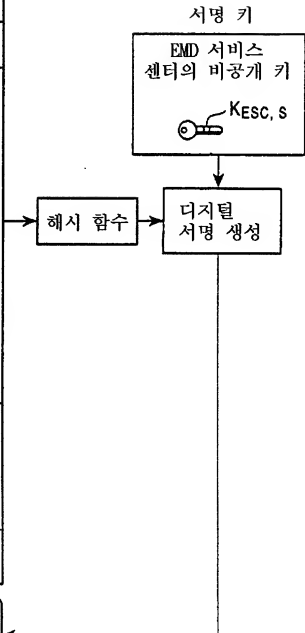 서명 키
EMD 서비스
센터의 비공개 키
KESC, S
해시 함수
디지털
서명 생성